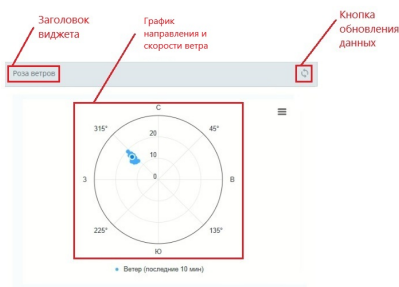 Заголовок
виджета
График
направления и
скорости ветра
Кнопка
обновления
данных
Роза ветров
С
315°
45°
20
10
З
0
В
225°
135°
Ю
Ветер (последние 10 мин)